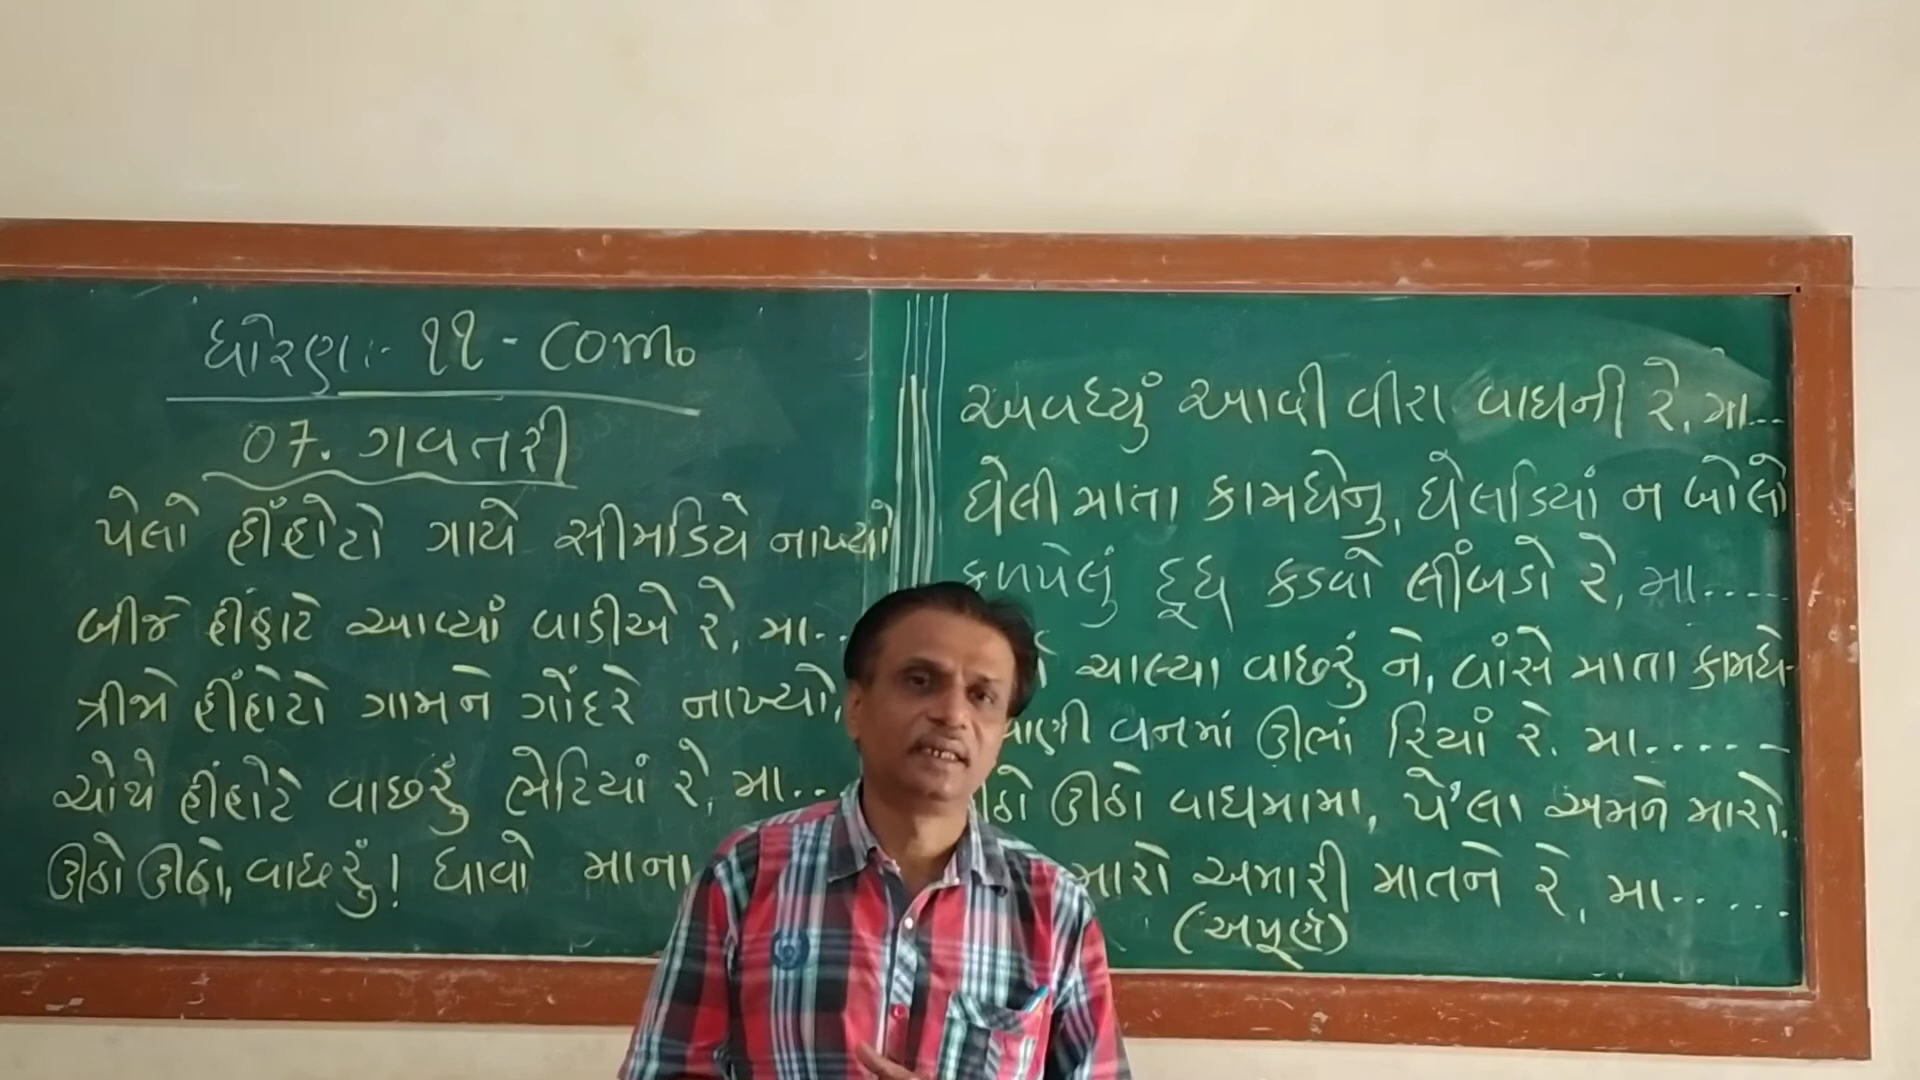 ધોરણઃ- ११ - com.
07. ગવતરી
પેલો હીંહોટો ગાયે સીમડિયે નાખ્યો
બીજે હીંહોટે આવ્યાં વાડીએ રે, મા..
ત્રીજો હીંહોટો ગામને ગોંદરે નાખ્યો,
ચોથે હીંહોટે વાછરું ભેટિયાં રે, મા...
ઊઠો ઊઠો, વાછરું! ધાવો માના
અવધ્યું આવી વીરા વાઘની રે, મા...
ઘેલી માતા કામધેનુ, ઘેલડિયાં ન બોલો
કળપેલું દૂધ કડવો લીંબડો રે, મા.....
ચાલ્યા વાછરું ને, વાંસે માતા કામધે-
વનમાં ઊભાં રિયાં રે. મા......
ઊઠો વાઘમામા, પે'લા અમને મારો,
મારો અમારી માતને રે, મા......
(અપૂર્ણ)